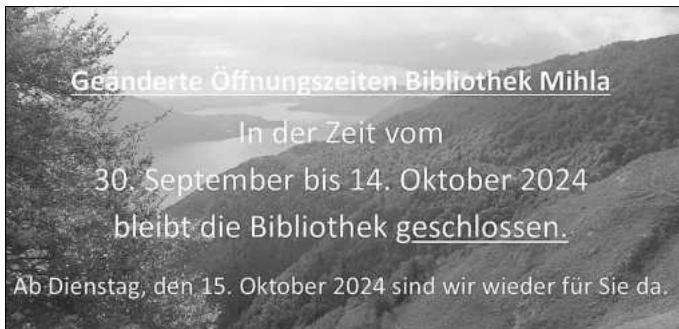 Geänderte Öffnungszeiten Bibliothek Mihla
In der Zeit vom
30. September bis 14. Oktober 2024
bleibt die Bibliothek geschlossen.
Ab Dienstag, den 15. Oktober 2024 sind wir wieder für Sie da.